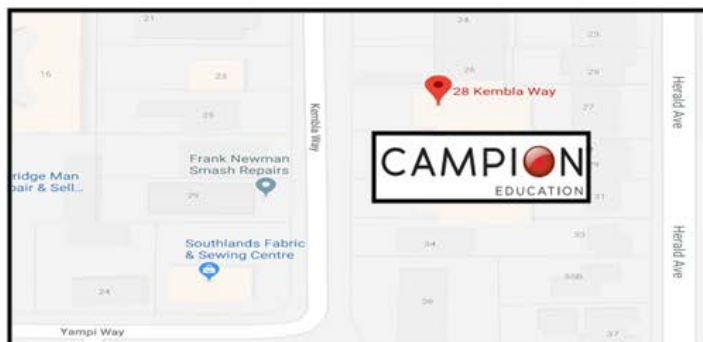 21
24
23
16
23
26
29
28 Kembla Way
Herald Ave
27
Kembla Way
25
CAMPION
EDUCATION
Frank Newman
Smash Repairs
ridge Man
pair & Sell...
29
31
Southlands Fabric
& Sewing Centre
34
33
Herald Ave
24
35B
36
Yampi Way
37